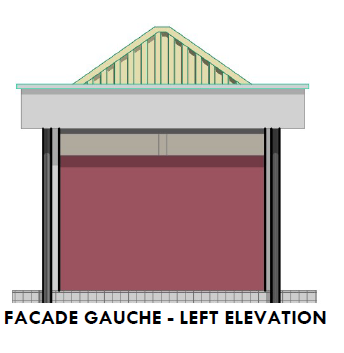 FACADE GAUCHE - LEFT ELEVATION